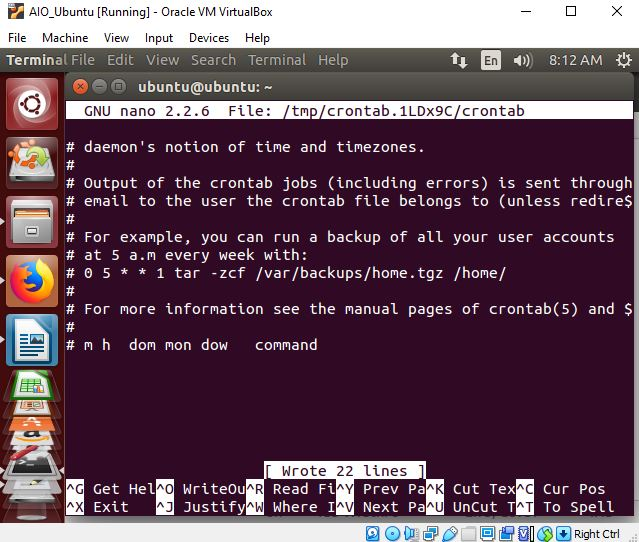 AIO_Ubuntu [Running] - Oracle VM VirtualBox
File Machine View Input Devices Help
Terminal File Edit View Search Terminal Help En 8:12 AM
ubuntu@ubuntu: ~
GNU nano 2.2.6 File: /tmp/crontab.1LDx9C/crontab
# daemon's notion of time and timezones.
#
# Output of the crontab jobs (including errors) is sent through
# email to the user the crontab file belongs to (unless redire$
#
# For example, you can run a backup of all your user accounts
# at 5 a.m every week with:
# 0 5 * * 1 tar -zcf /var/backups/home.tgz /home/
#
# For more information see the manual pages of crontab(5) and $
#
# m h  dom mon dow   command
[ Wrote 22 lines ]
^G Get Hel^O WriteOu^R Read Fi^Y Prev Pa^K Cut Tex^C Cur Pos
^X Exit ^J Justify^W Where I^V Next Pa^U UnCut T^T To Spell
Right Ctrl